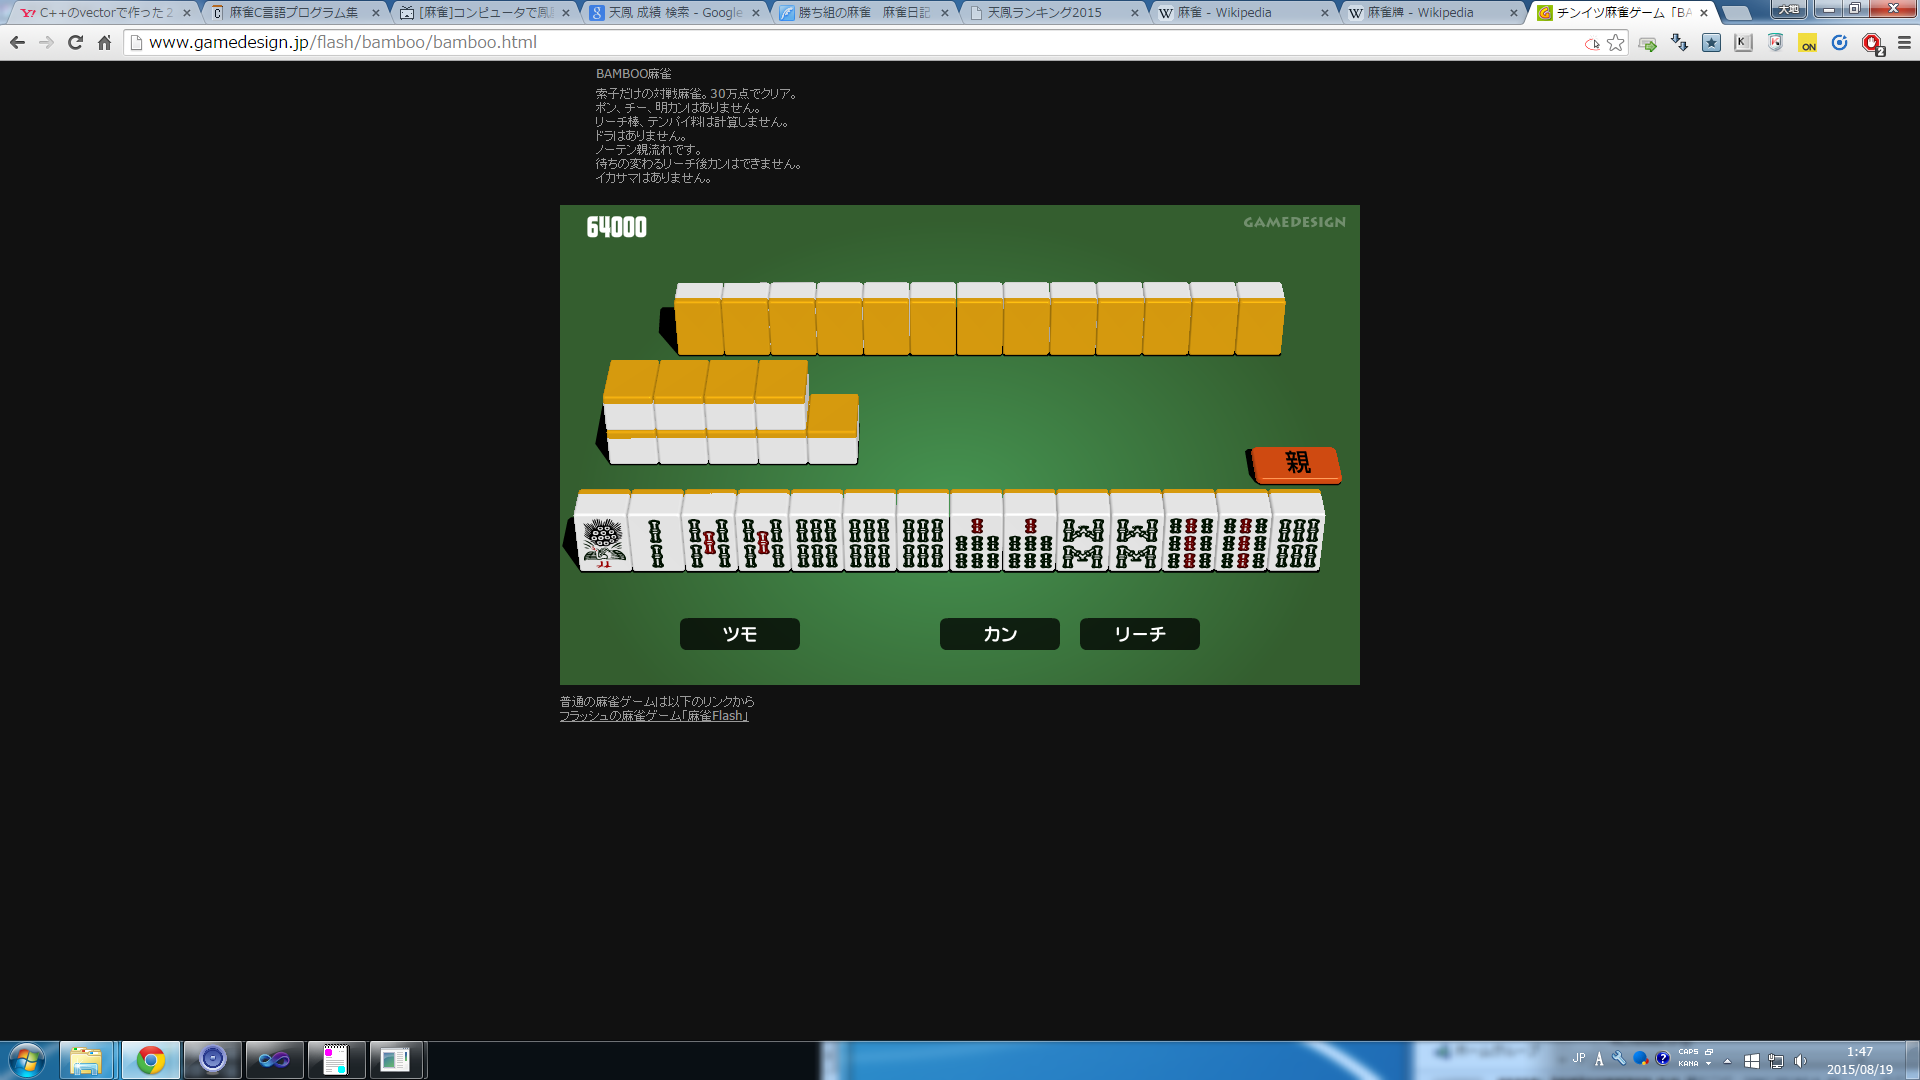 C++のvectorで作った2
麻雀C言語プログラム集
[麻雀]コンピュータで鳳凰
天鳳 成績 検索 - Google
勝ち組の麻雀 麻雀日記
天鳳ランキング2015
麻雀 - Wikipedia
麻雀牌 - Wikipedia
チンイツ麻雀ゲーム「BA
大地
www.gamedesign.jp/flash/bamboo/bamboo.html
ON
2
BAMBOO麻雀
索子だけの対戦麻雀。30万点でクリア。
ポン、チー、明カンはありません。
リーチ棒、テンパイ料は計算しません。
ドラはありません。
ノーテン親流れです。
待ちの変わるリーチ後カンはできません。
イカサマはありません。
64000
GAMEDESIGN
親
ツモ
カン
リーチ
普通の麻雀ゲームは以下のリンクから
フラッシュの麻雀ゲーム「麻雀Flash」
JP
A
CAPS
KANA
1:47
2015/08/19